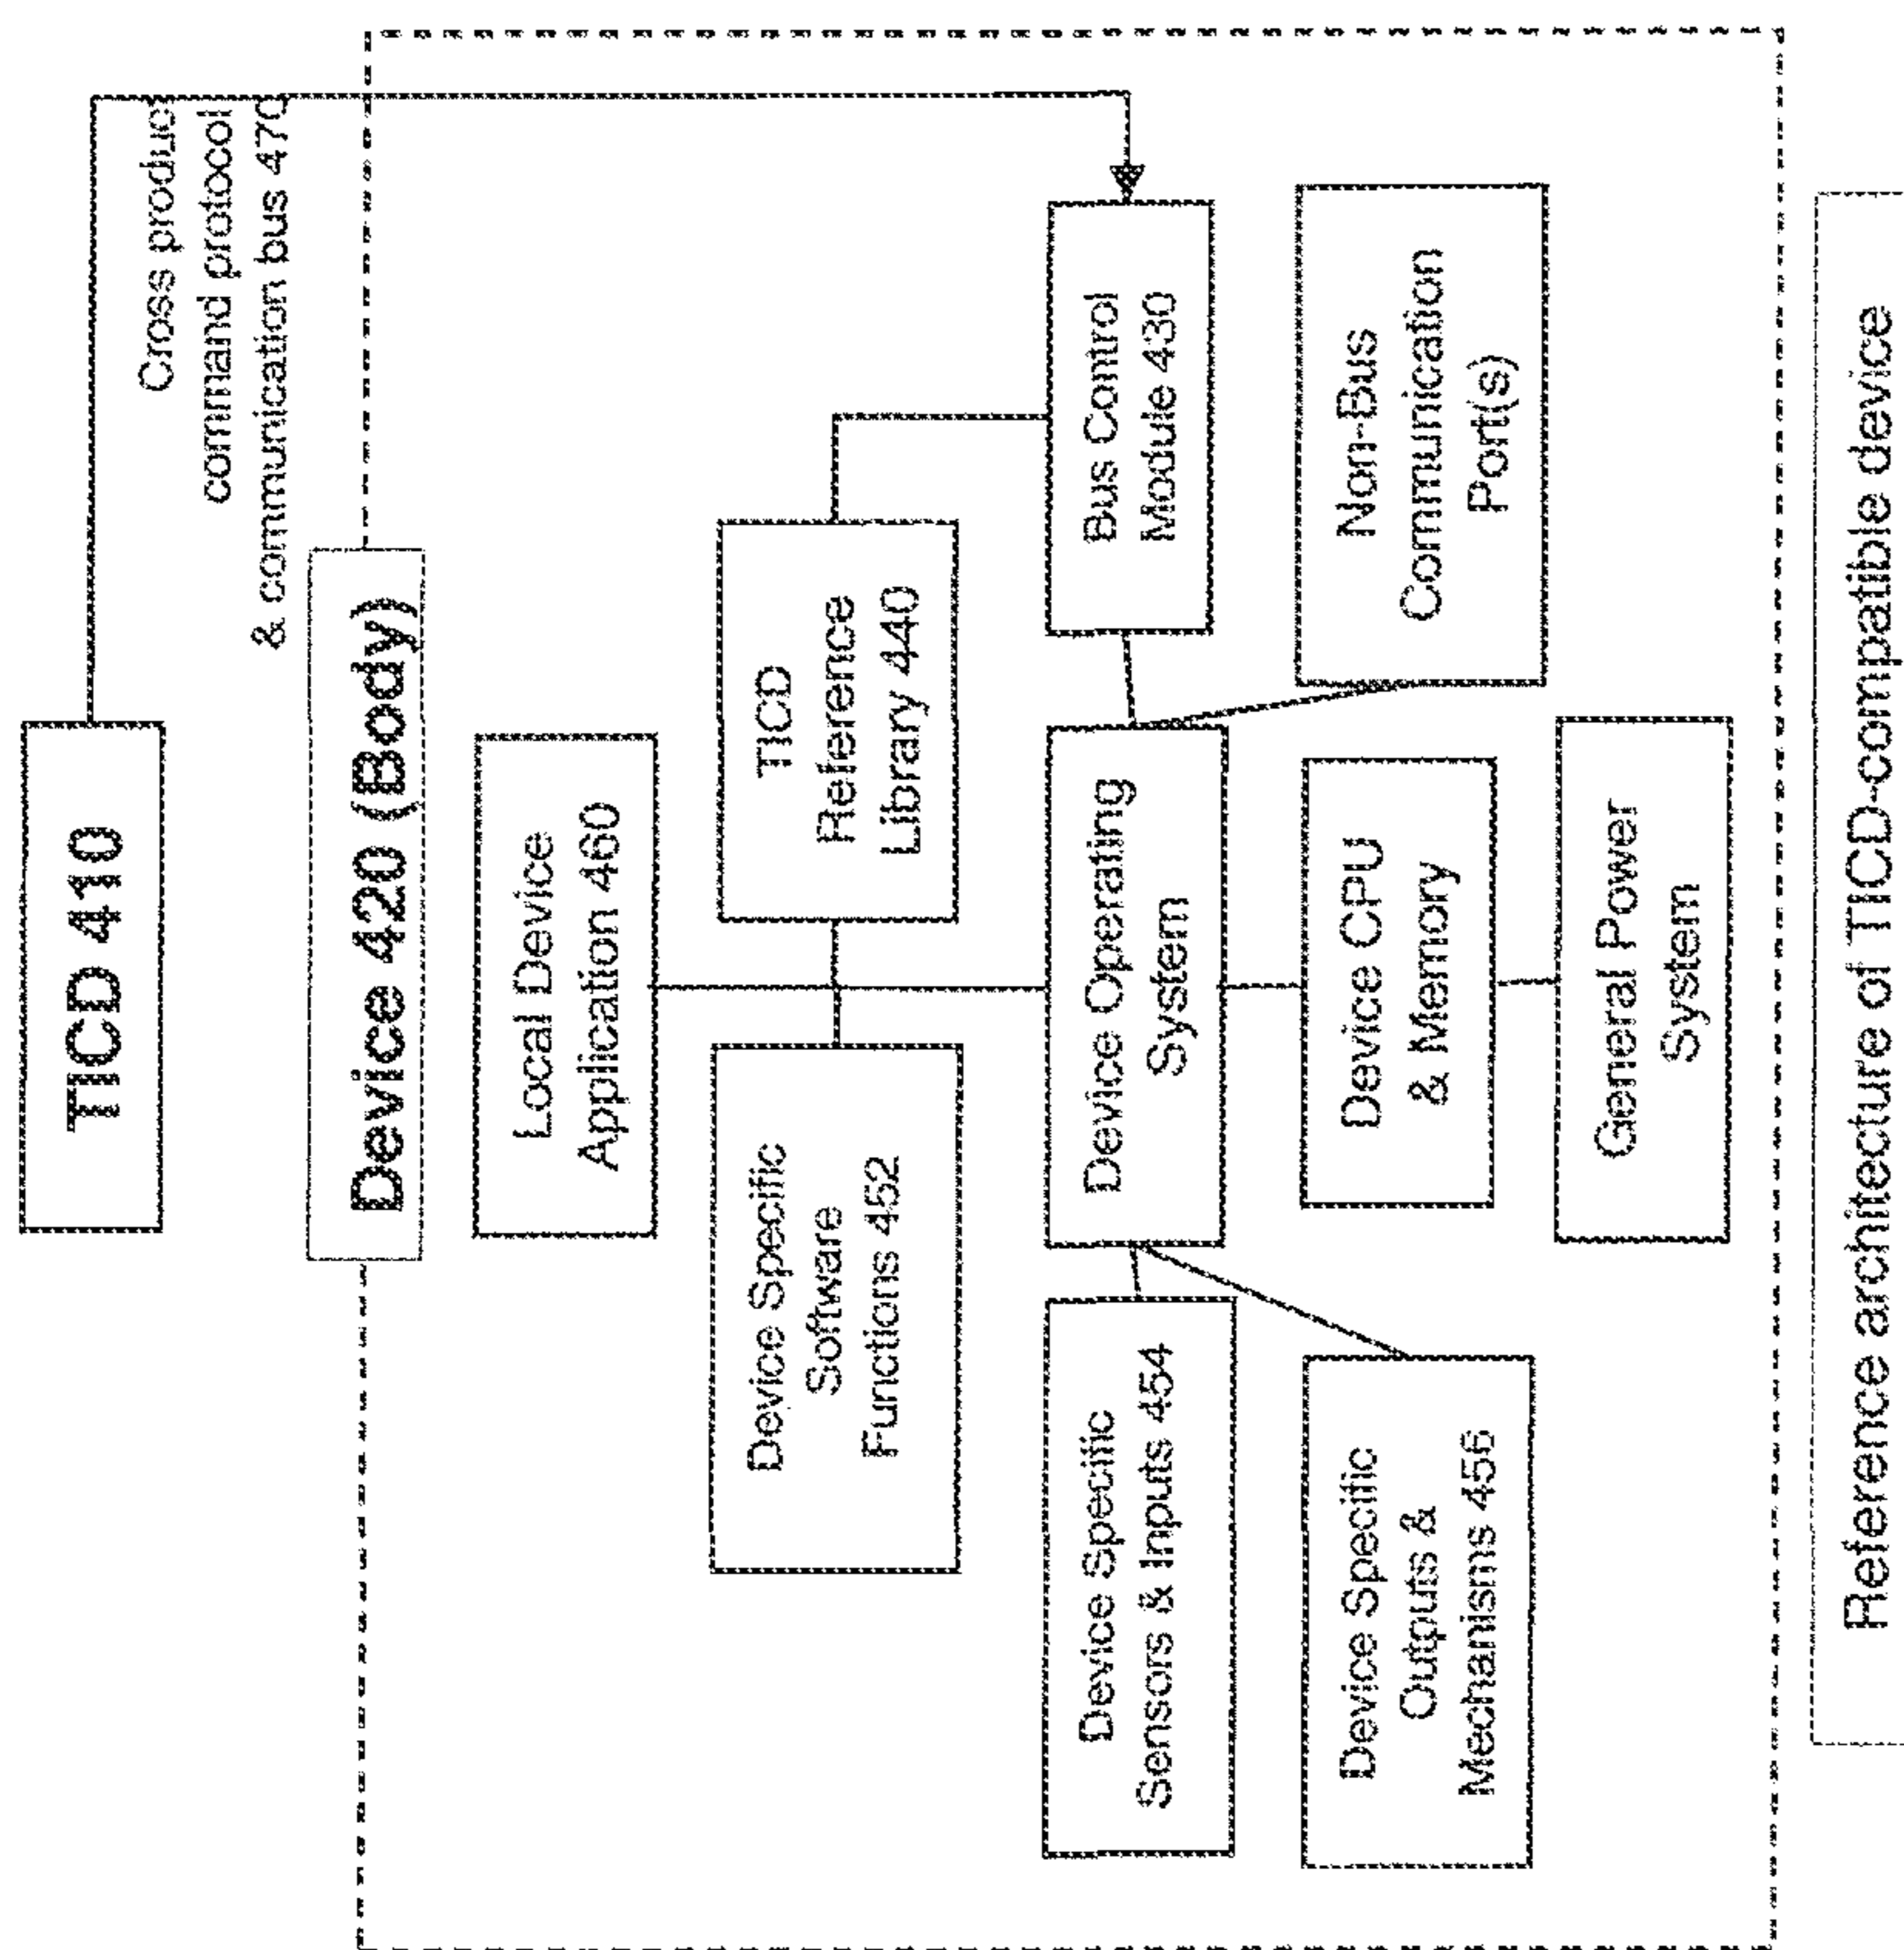 TICD 410
Cross produc
command protocol
& communication bus 470
Device 420 (Body)
Local Device
Application 460
Device Specific
Software
Functions 452
TICD
Reference
Library 440
Device Specific
Sensors & Inputs 454
Device Operating
System
Bus Control
Module 430
Device Specific
Outputs &
Mechanisms 456
Device CPU
& Memory
Non-Bus
Communication
Port(s)
General Power
System
Reference architecture of TICD-compatible device